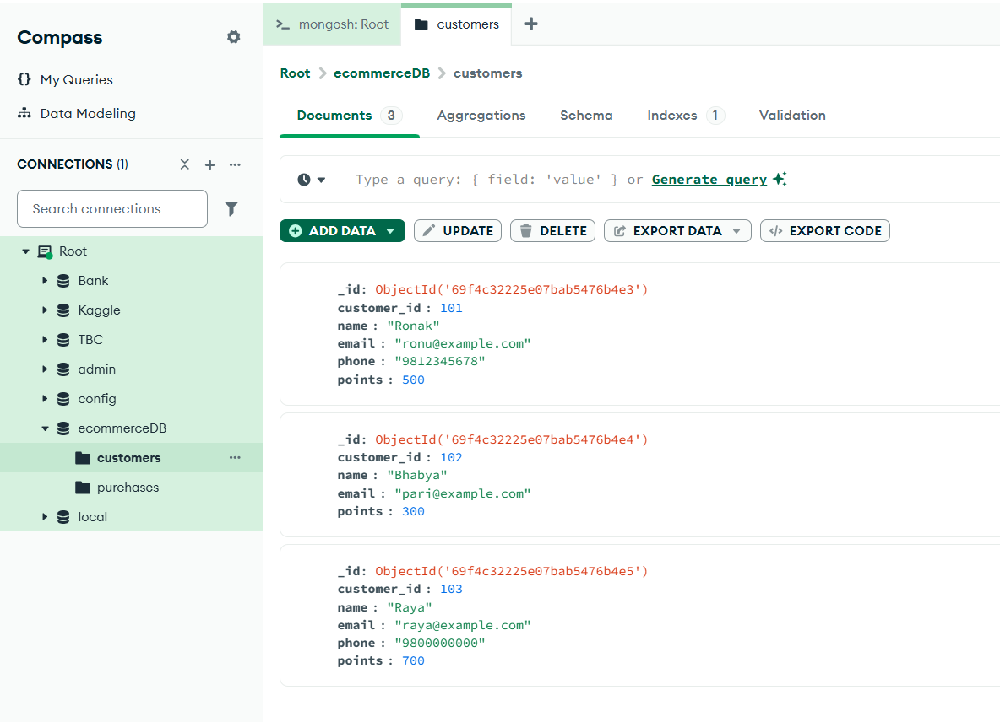 Compass
My Queries
Data Modeling
CONNECTIONS (1)
Search connections
Root
Bank
Kaggle
TBC
admin
config
ecommerceDB
customers
purchases
local
mongosh: Root
customers
Root > ecommerceDB > customers
Documents 3 Aggregations Schema Indexes 1 Validation
Type a query: { field: 'value' } or Generate query
ADD DATA UPDATE DELETE EXPORT DATA EXPORT CODE
_id: ObjectId('69f4c32225e07bab5476b4e3')
customer_id : 101
name : "Ronak"
email : "ronu@example.com"
phone : "9812345678"
points : 500
_id: ObjectId('69f4c32225e07bab5476b4e4')
customer_id : 102
name : "Bhabya"
email : "pari@example.com"
points : 300
_id: ObjectId('69f4c32225e07bab5476b4e5')
customer_id : 103
name : "Raya"
email : "raya@example.com"
phone : "9800000000"
points : 700